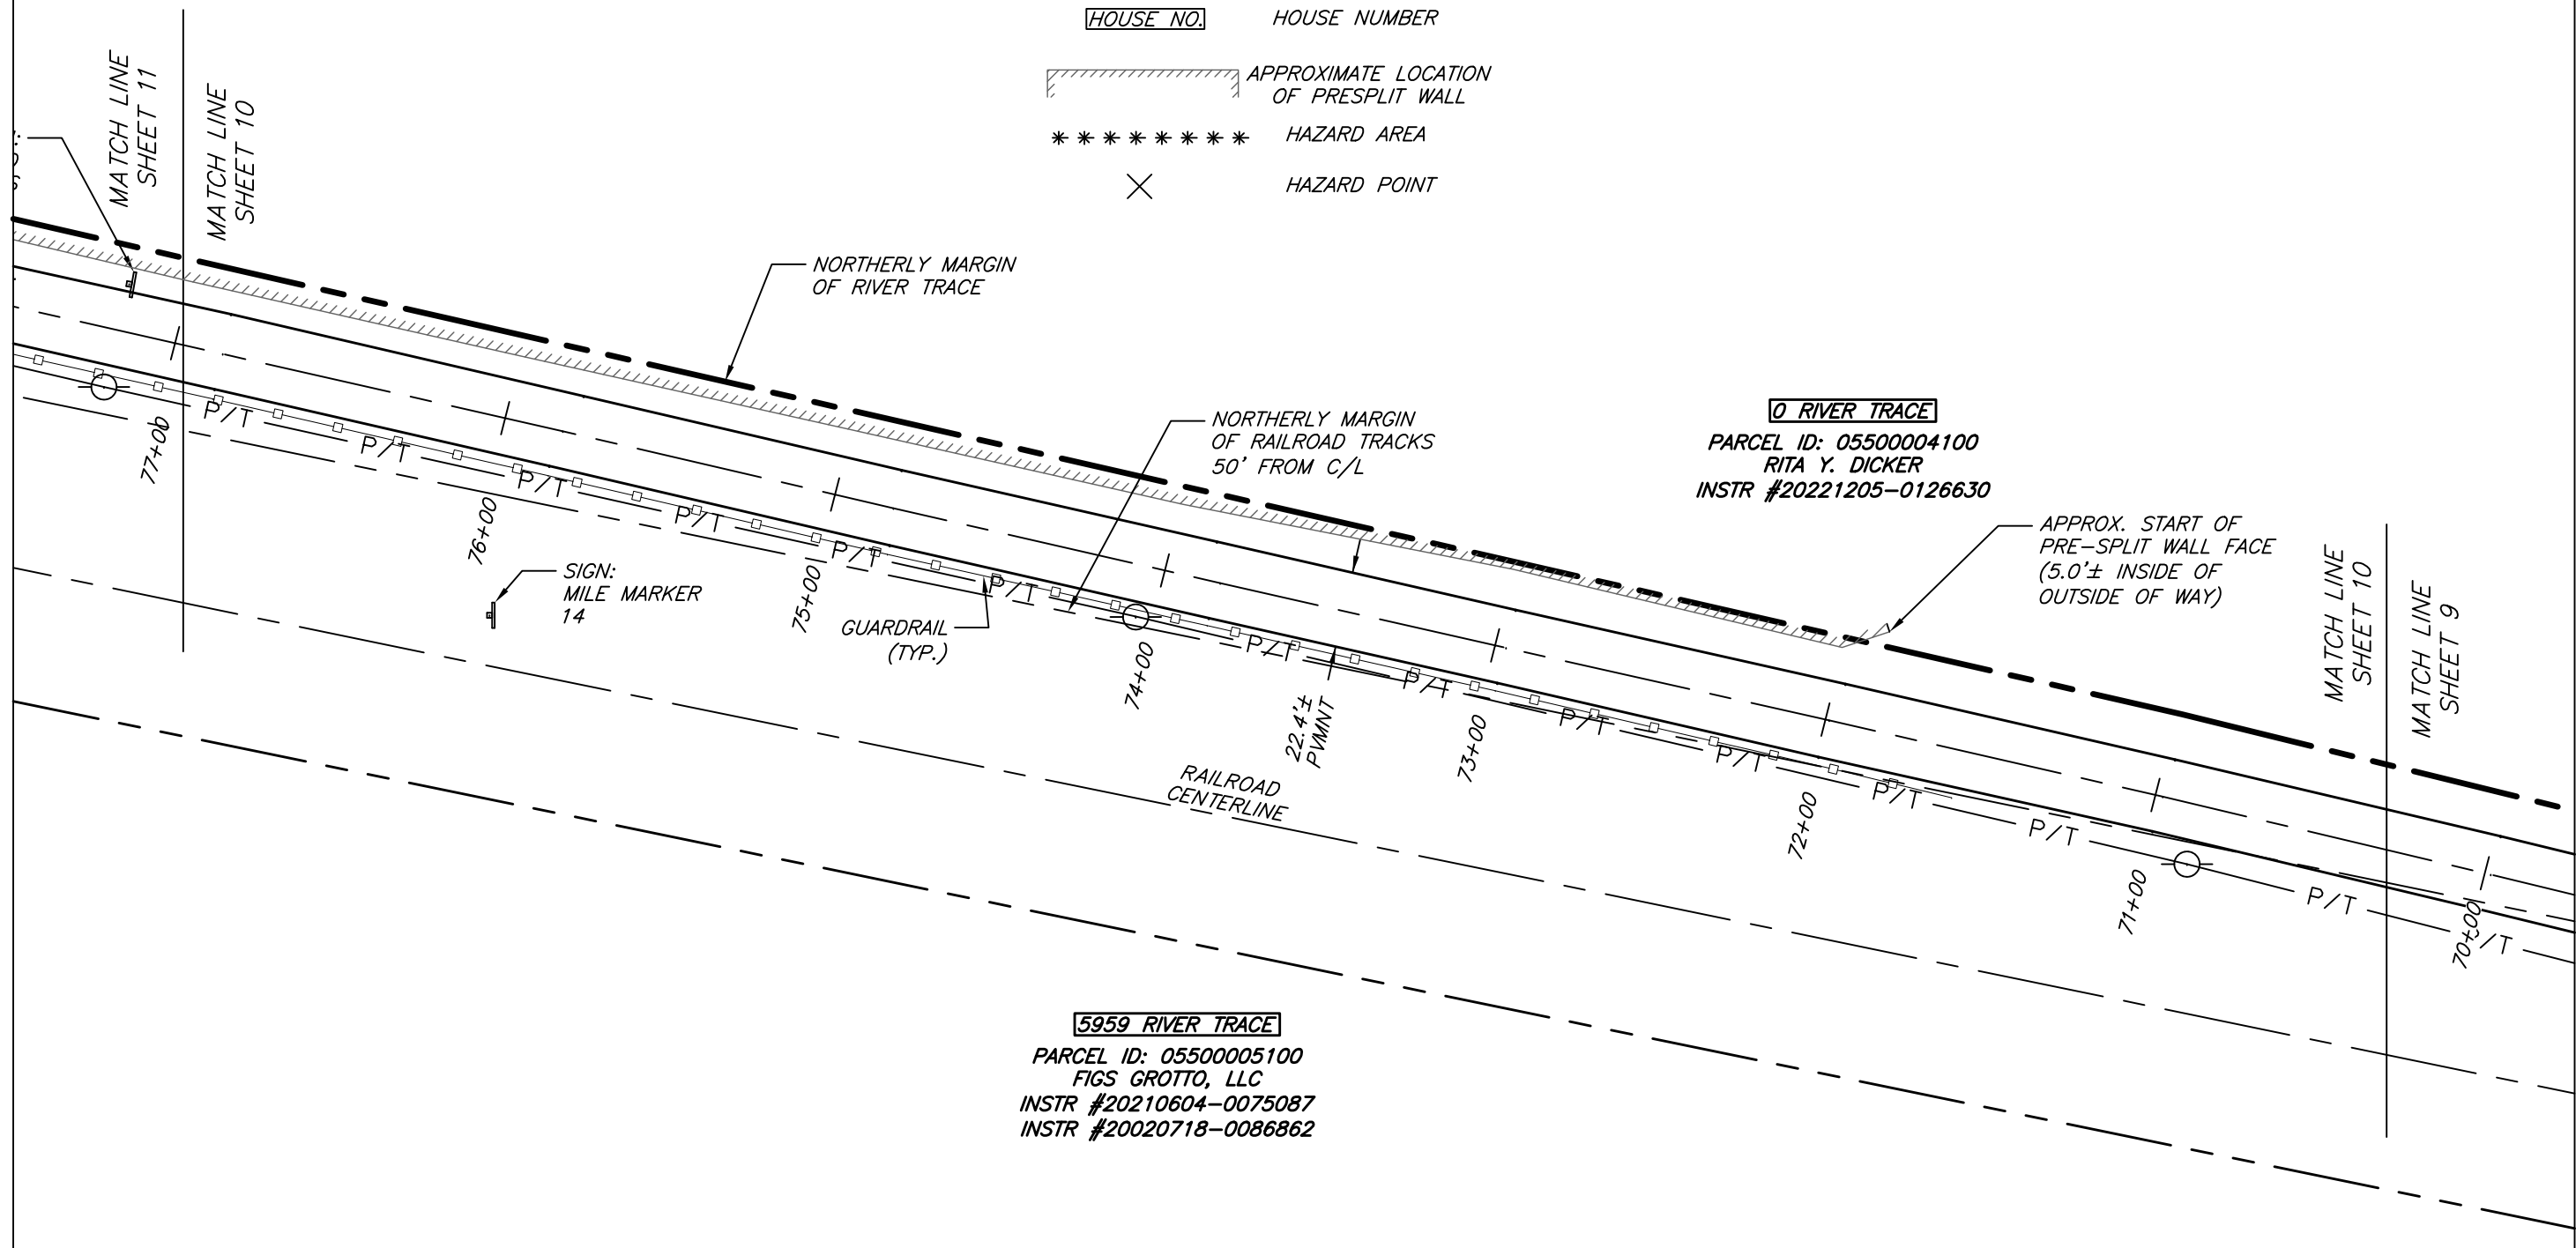 HOUSE NO.
HOUSE NUMBER
APPROXIMATE LOCATION
OF PRESPLIT WALL
HAZARD AREA
HAZARD POINT
MATCH LINE
SHEET 11
MATCH LINE
SHEET 10
NORTHERLY MARGIN
OF RIVER TRACE
NORTHERLY MARGIN
OF RAILROAD TRACKS
50' FROM C/L
0 RIVER TRACE
PARCEL ID: 05500004100
RITA Y. DICKER
INSTR #20221205-0126630
APPROX. START OF
PRE-SPLIT WALL FACE
(5.0'± INSIDE OF
OUTSIDE OF WAY)
MATCH LINE
SHEET 10
MATCH LINE
SHEET 9
P/T
P/T
P/T
P/T
P/T
P/T
P/T
P/T
P/T
P/T
P/T
P/T
P/T
P/T
77+00
76+00
75+00
74+00
73+00
72+00
71+00
70+00
SIGN:
MILE MARKER
14
GUARDRAIL
(TYP.)
22.4'±
PVMNT
RAILROAD
CENTERLINE
5959 RIVER TRACE
PARCEL ID: 05500005100
FIGS GROTTO, LLC
INSTR #20210604-0075087
INSTR #20020718-0086862